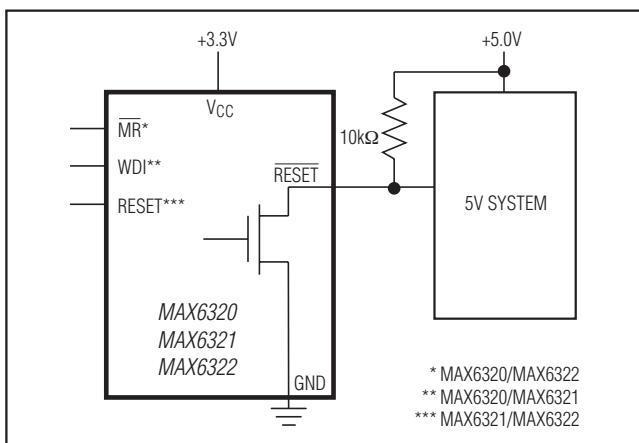 +3.3V
+5.0V
VCC
MR*
10kΩ
WDI**
RESET
RESET***
5V SYSTEM
MAX6320
MAX6321
MAX6322
GND
* MAX6320/MAX6322
** MAX6320/MAX6321
*** MAX6321/MAX6322